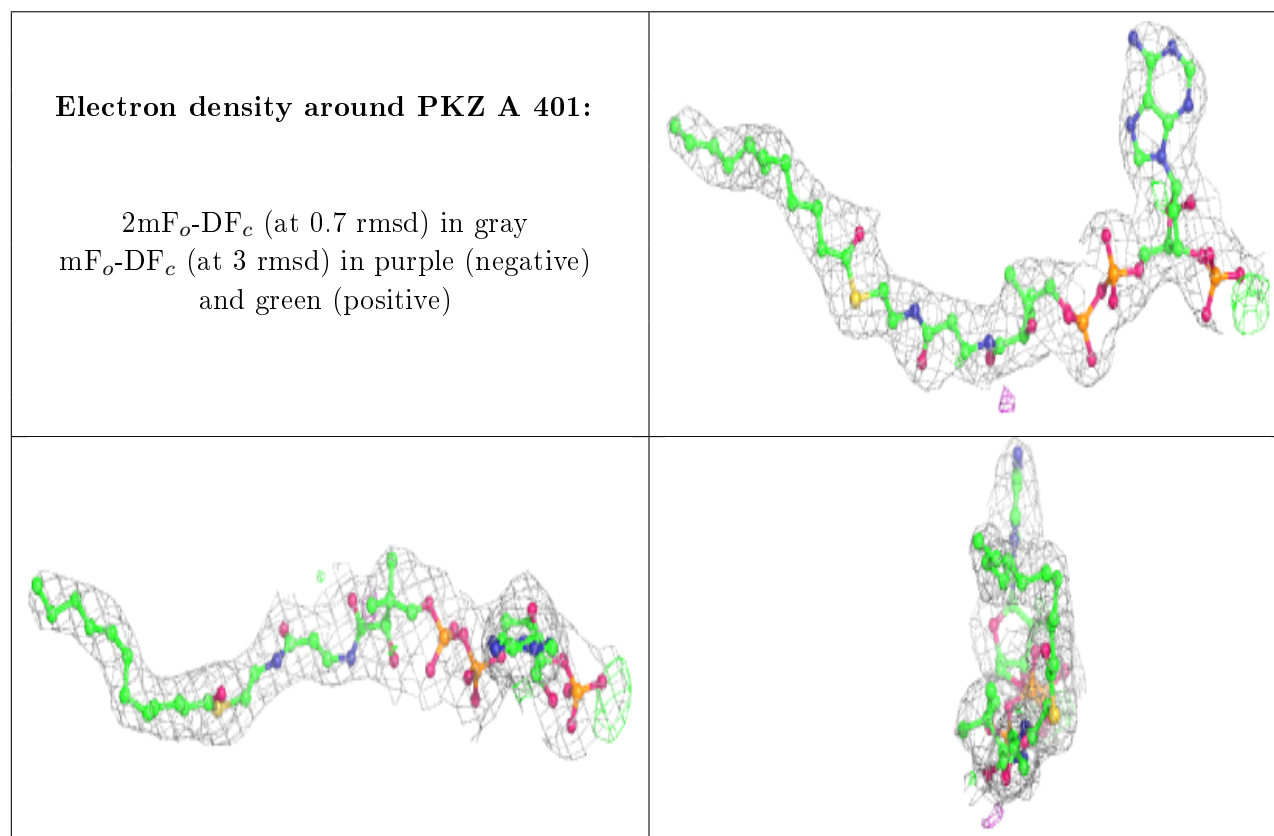 Electron density around PKZ A 401:
2mFₒ-DF𝑐 (at 0.7 rmsd) in gray
mFₒ-DF𝑐 (at 3 rmsd) in purple (negative)
and green (positive)